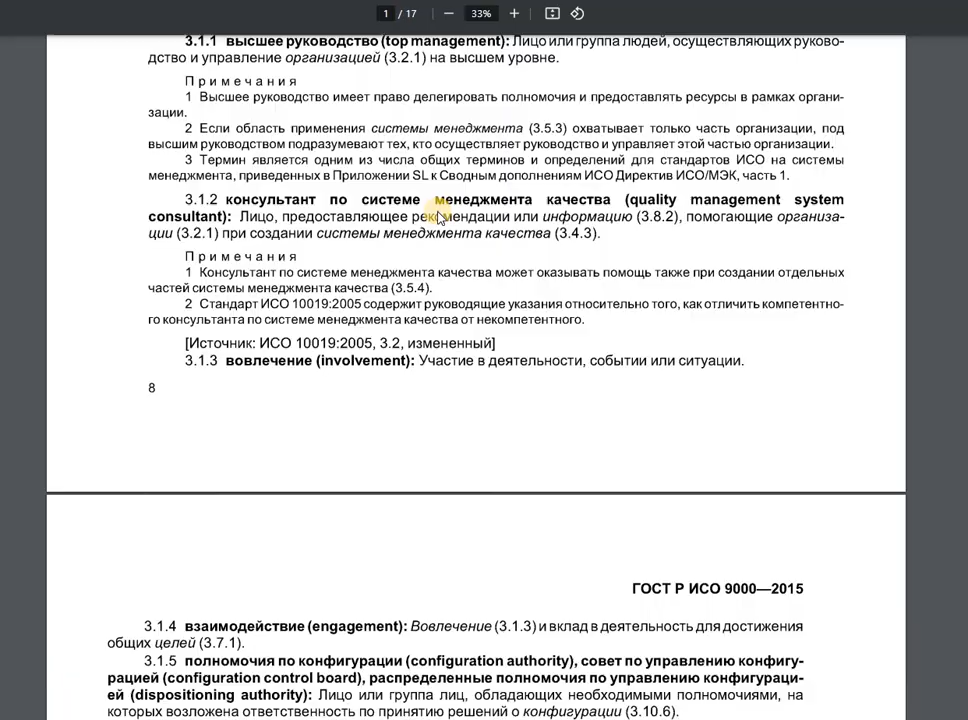 1 / 17 — 33% +
3.1.1 высшее руководство (top management): Лицо или группа людей, осуществляющих руково-
дство и управление организацией (3.2.1) на высшем уровне.
Примечания
1 Высшее руководство имеет право делегировать полномочия и предоставлять ресурсы в рамках органи-
зации.
2 Если область применения системы менеджмента (3.5.3) охватывает только часть организации, под
высшим руководством подразумевают тех, кто осуществляет руководство и управляет этой частью организации.
3 Термин является одним из числа общих терминов и определений для стандартов ИСО на системы
менеджмента, приведенных в Приложении SL к Сводным дополнениям ИСО Директив ИСО/МЭК, часть 1.
3.1.2 консультант по системе менеджмента качества (quality management system
consultant): Лицо, предоставляющее рекомендации или информацию (3.8.2), помогающие организа-
ции (3.2.1) при создании системы менеджмента качества (3.4.3).
Примечания
1 Консультант по системе менеджмента качества может оказывать помощь также при создании отдельных
частей системы менеджмента качества (3.5.4).
2 Стандарт ИСО 10019:2005 содержит руководящие указания относительно того, как отличить компетентно-
го консультанта по системе менеджмента качества от некомпетентного.
[Источник: ИСО 10019:2005, 3.2, измененный]
3.1.3 вовлечение (involvement): Участие в деятельности, событии или ситуации.
8
ГОСТ Р ИСО 9000—2015
3.1.4 взаимодействие (engagement): Вовлечение (3.1.3) и вклад в деятельность для достижения
общих целей (3.7.1).
3.1.5 полномочия по конфигурации (configuration authority), совет по управлению конфигу-
рацией (configuration control board), распределенные полномочия по управлению конфигураци-
ей (dispositioning authority): Лицо или группа лиц, обладающих необходимыми полномочиями, на
которых возложена ответственность по принятию решений о конфигурации (3.10.6).